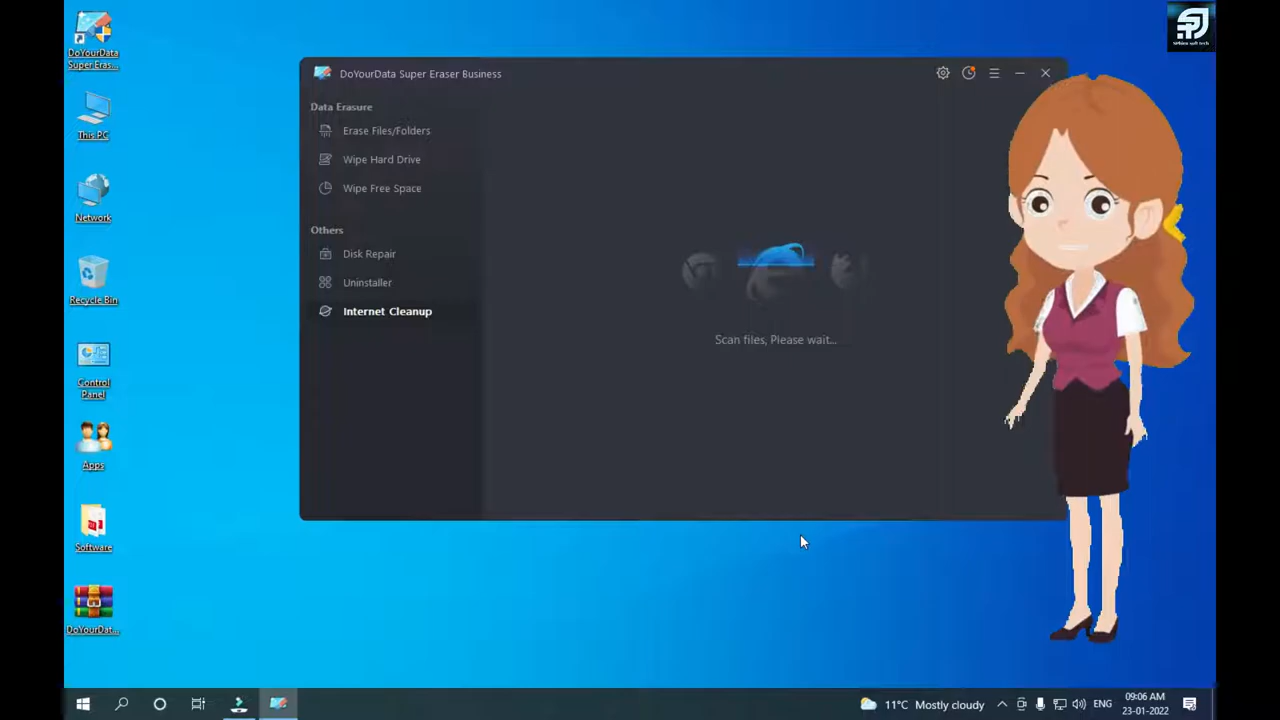 DoYourData
Super Eras...
This PC
Network
Recycle Bin
Control
Panel
Apps
Software
DoYourDat...
DoYourData Super Eraser Business
Data Erasure
Erase Files/Folders
Wipe Hard Drive
Wipe Free Space
Others
Disk Repair
Uninstaller
Internet Cleanup
Scan files, Please wait...
11°C Mostly cloudy
ENG
09:06 AM
23-01-2022